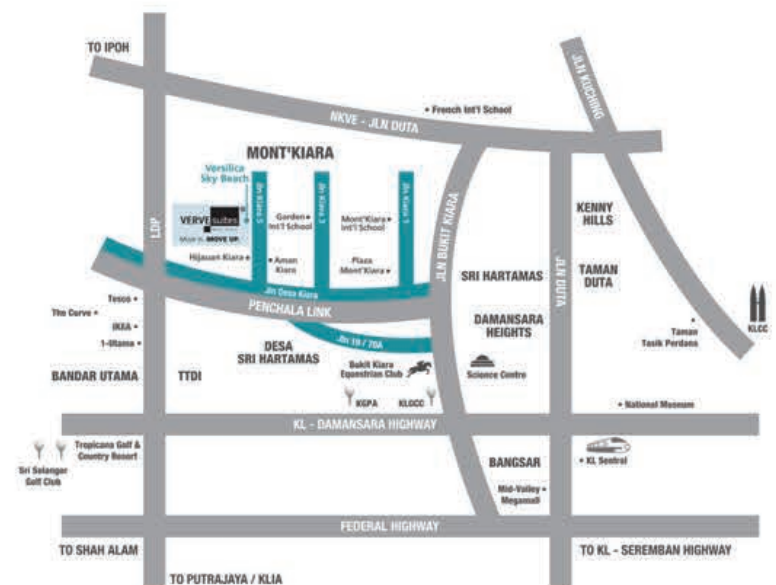 TO IPOH
JLN KUCHING
French Int'l School
NKVE - JLN DUTA
MONT'KIARA
Versilica
Sky Beach
VERVE suites
MOVE UP.
LDP
Jln Kiara 5
Jln Kiara 3
Jln Kiara 1
Garden
Int'l School
Mont'Kiara
Int'l School
Hijauan Kiara
Aman
Kiara
Plaza
Mont'Kiara
Jln Desa Kiara
PENCHALA LINK
JLN BUKIT KIARA
JLN DUTA
KENNY
HILLS
SRI HARTAMAS
TAMAN
DUTA
DAMANSARA
HEIGHTS
Taman
Tasik Perdana
KLCC
Tesco
The Curve
IKEA
1-Utama
Jln 19 / 70A
DESA
SRI HARTAMAS
Bukit Kiara
Equestrian Club
Science Centre
BANDAR UTAMA
TTDI
KGPA
KLGCC
National Museum
KL - DAMANSARA HIGHWAY
Tropicana Golf &
Country Resort
Sri Selangor
Golf Club
BANGSAR
KL Sentral
Mid-Valley
Megamall
FEDERAL HIGHWAY
TO SHAH ALAM
TO KL - SEREMBAN HIGHWAY
TO PUTRAJAYA / KLIA